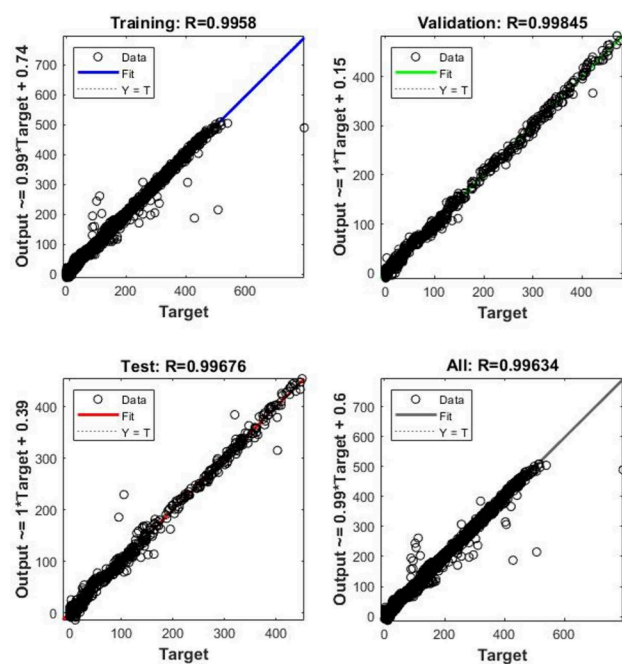 Training: R=0.9958
Output ~= 0.99*Target + 0.74
700
600
500
400
300
200
100
0
Data
Fit
Y = T
0 200 400 600
Target
Validation: R=0.99845
Output ~= 1*Target + 0.15
400
300
200
100
0
Data
Fit
Y = T
0 100 200 300 400
Target
Test: R=0.99676
Output ~= 1*Target + 0.39
400
300
200
100
0
Data
Fit
Y = T
0 100 200 300 400
Target
All: R=0.99634
Output ~= 0.99*Target + 0.6
700
600
500
400
300
200
100
0
Data
Fit
Y = T
0 200 400 600
Target